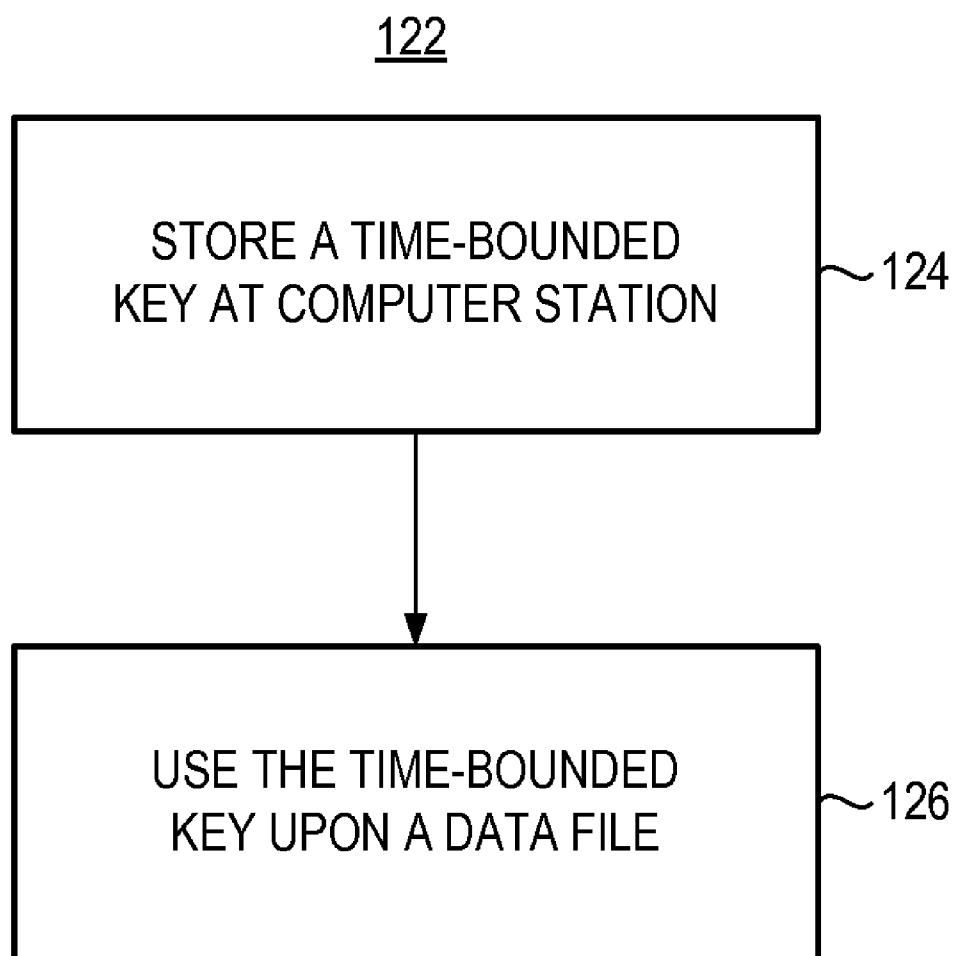 122
STORE A TIME-BOUNDED
KEY AT COMPUTER STATION
124
USE THE TIME-BOUNDED
KEY UPON A DATA FILE
126